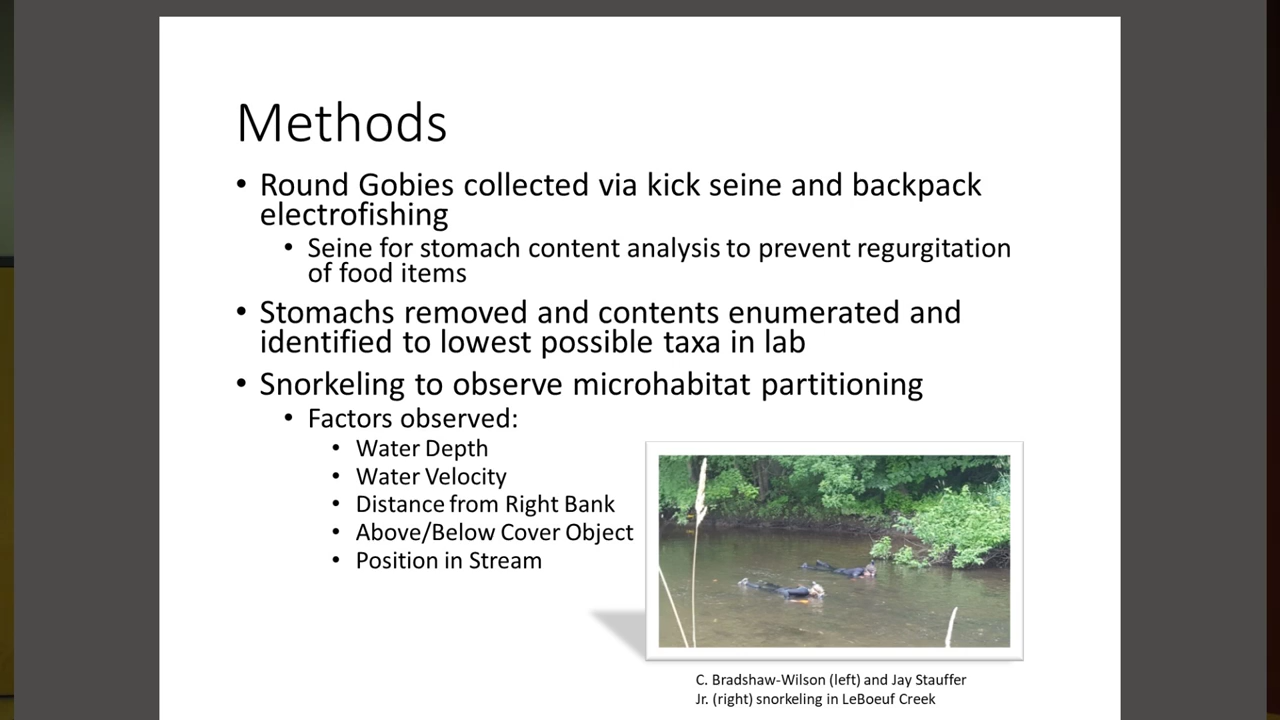 Methods
• Round Gobies collected via kick seine and backpack
electrofishing
• Seine for stomach content analysis to prevent regurgitation
of food items
• Stomachs removed and contents enumerated and
identified to lowest possible taxa in lab
• Snorkeling to observe microhabitat partitioning
• Factors observed:
• Water Depth
• Water Velocity
• Distance from Right Bank
• Above/Below Cover Object
• Position in Stream
C. Bradshaw-Wilson (left) and Jay Stauffer
Jr. (right) snorkeling in LeBoeuf Creek